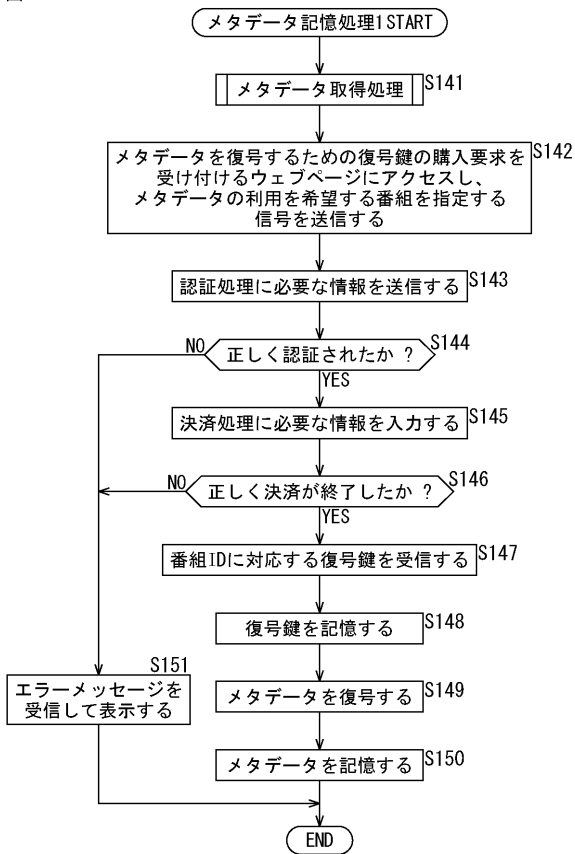 メタデータ記憶処理1 START
メタデータ取得処理
S141
メタデータを復号するための復号鍵の購入要求を
受け付けるウェブページにアクセスし、
メタデータの利用を希望する番組を指定する
信号を送信する
S142
認証処理に必要な情報を送信する
S143
正しく認証されたか ?
S144
NO
YES
決済処理に必要な情報を入力する
S145
正しく決済が終了したか ?
S146
NO
YES
番組IDに対応する復号鍵を受信する
S147
復号鍵を記憶する
S148
S151
エラーメッセージを
受信して表示する
メタデータを復号する
S149
メタデータを記憶する
S150
END